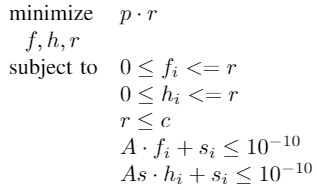 minimize p · r
f, h, r
subject to 0 ≤ f_i <= r
0 ≤ h_i <= r
r ≤ c
A · f_i + s_i ≤ 10^{-10}
As · h_i + s_i ≤ 10^{-10}